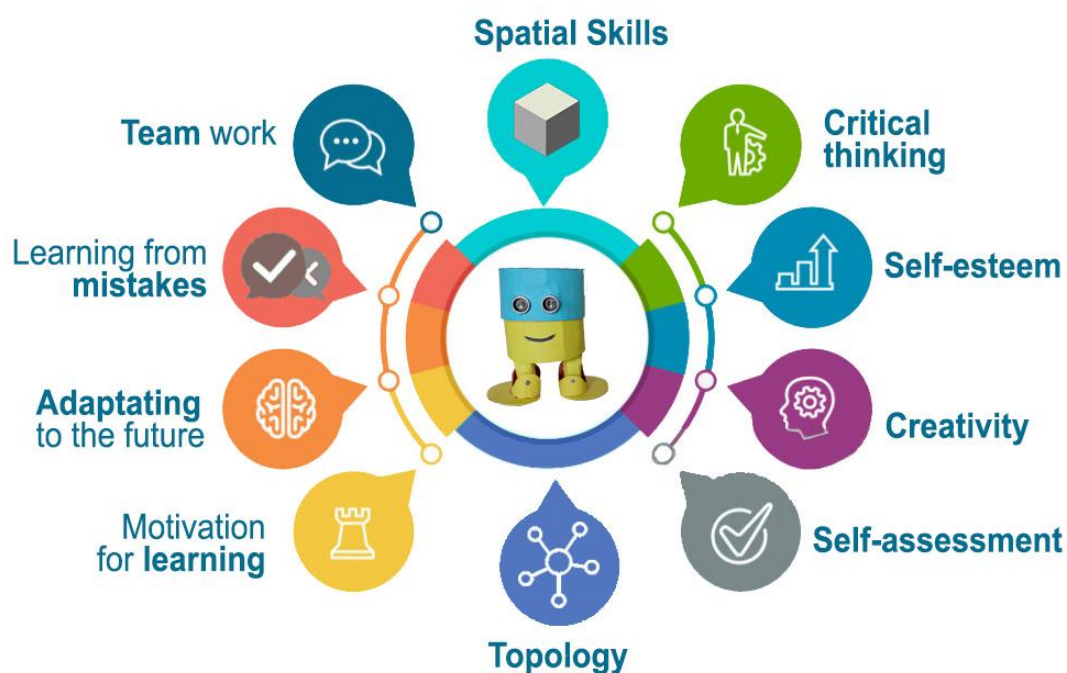 Spatial Skills
Team work
Critical
thinking
Learning from
mistakes
Self-esteem
Adaptating
to the future
Creativity
Motivation
for learning
Self-assessment
Topology